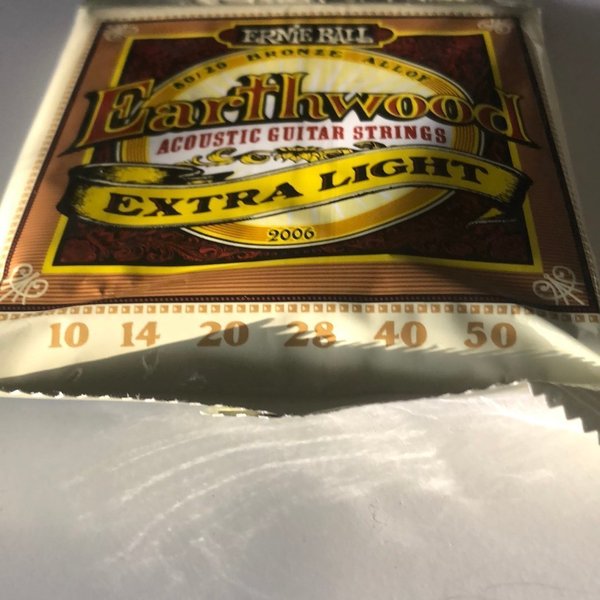 ERNIE BALL
80/20 BRONZE ALLOY
Earthwood
ACOUSTIC GUITAR STRINGS
EXTRA LIGHT
2006
10 14 20 28 40 50